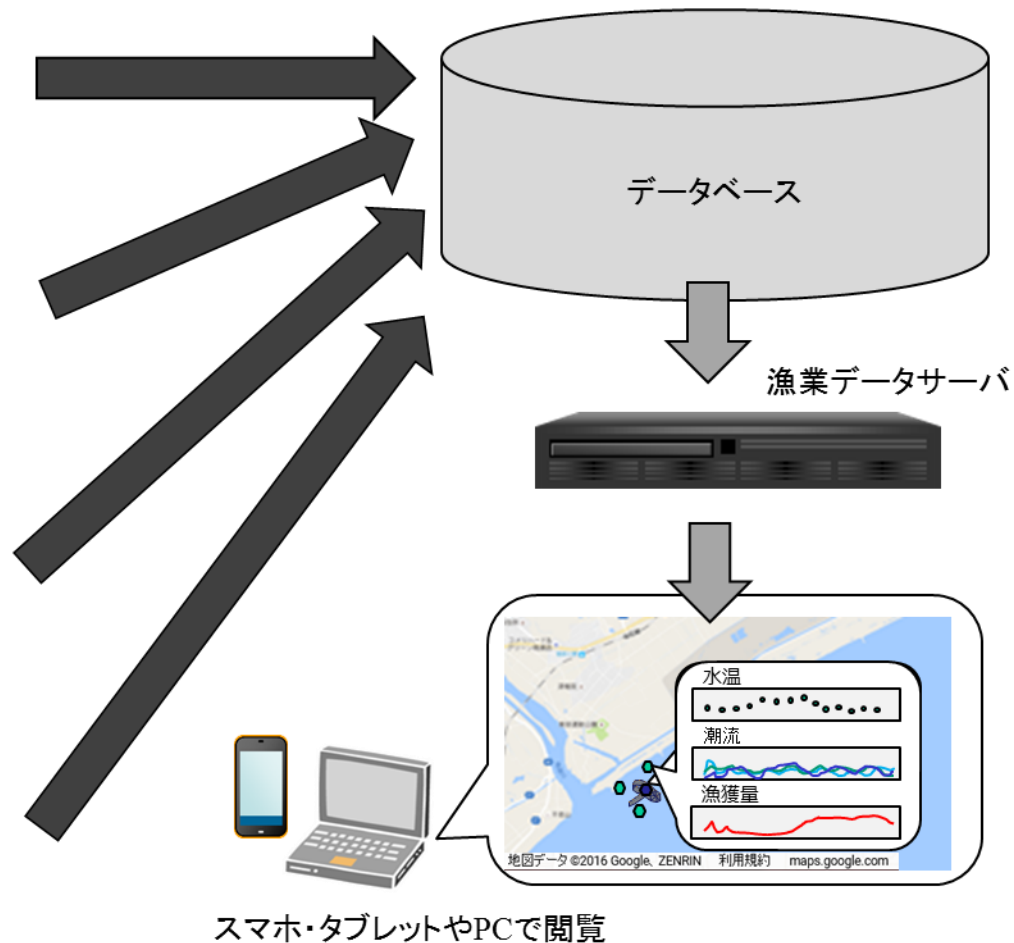 データベース
漁業データサーバ
水温
潮流
漁獲量
地図データ ©2016 Google、ZENRIN 利用規約 maps.google.com
スマホ・タブレットやPCで閲覧